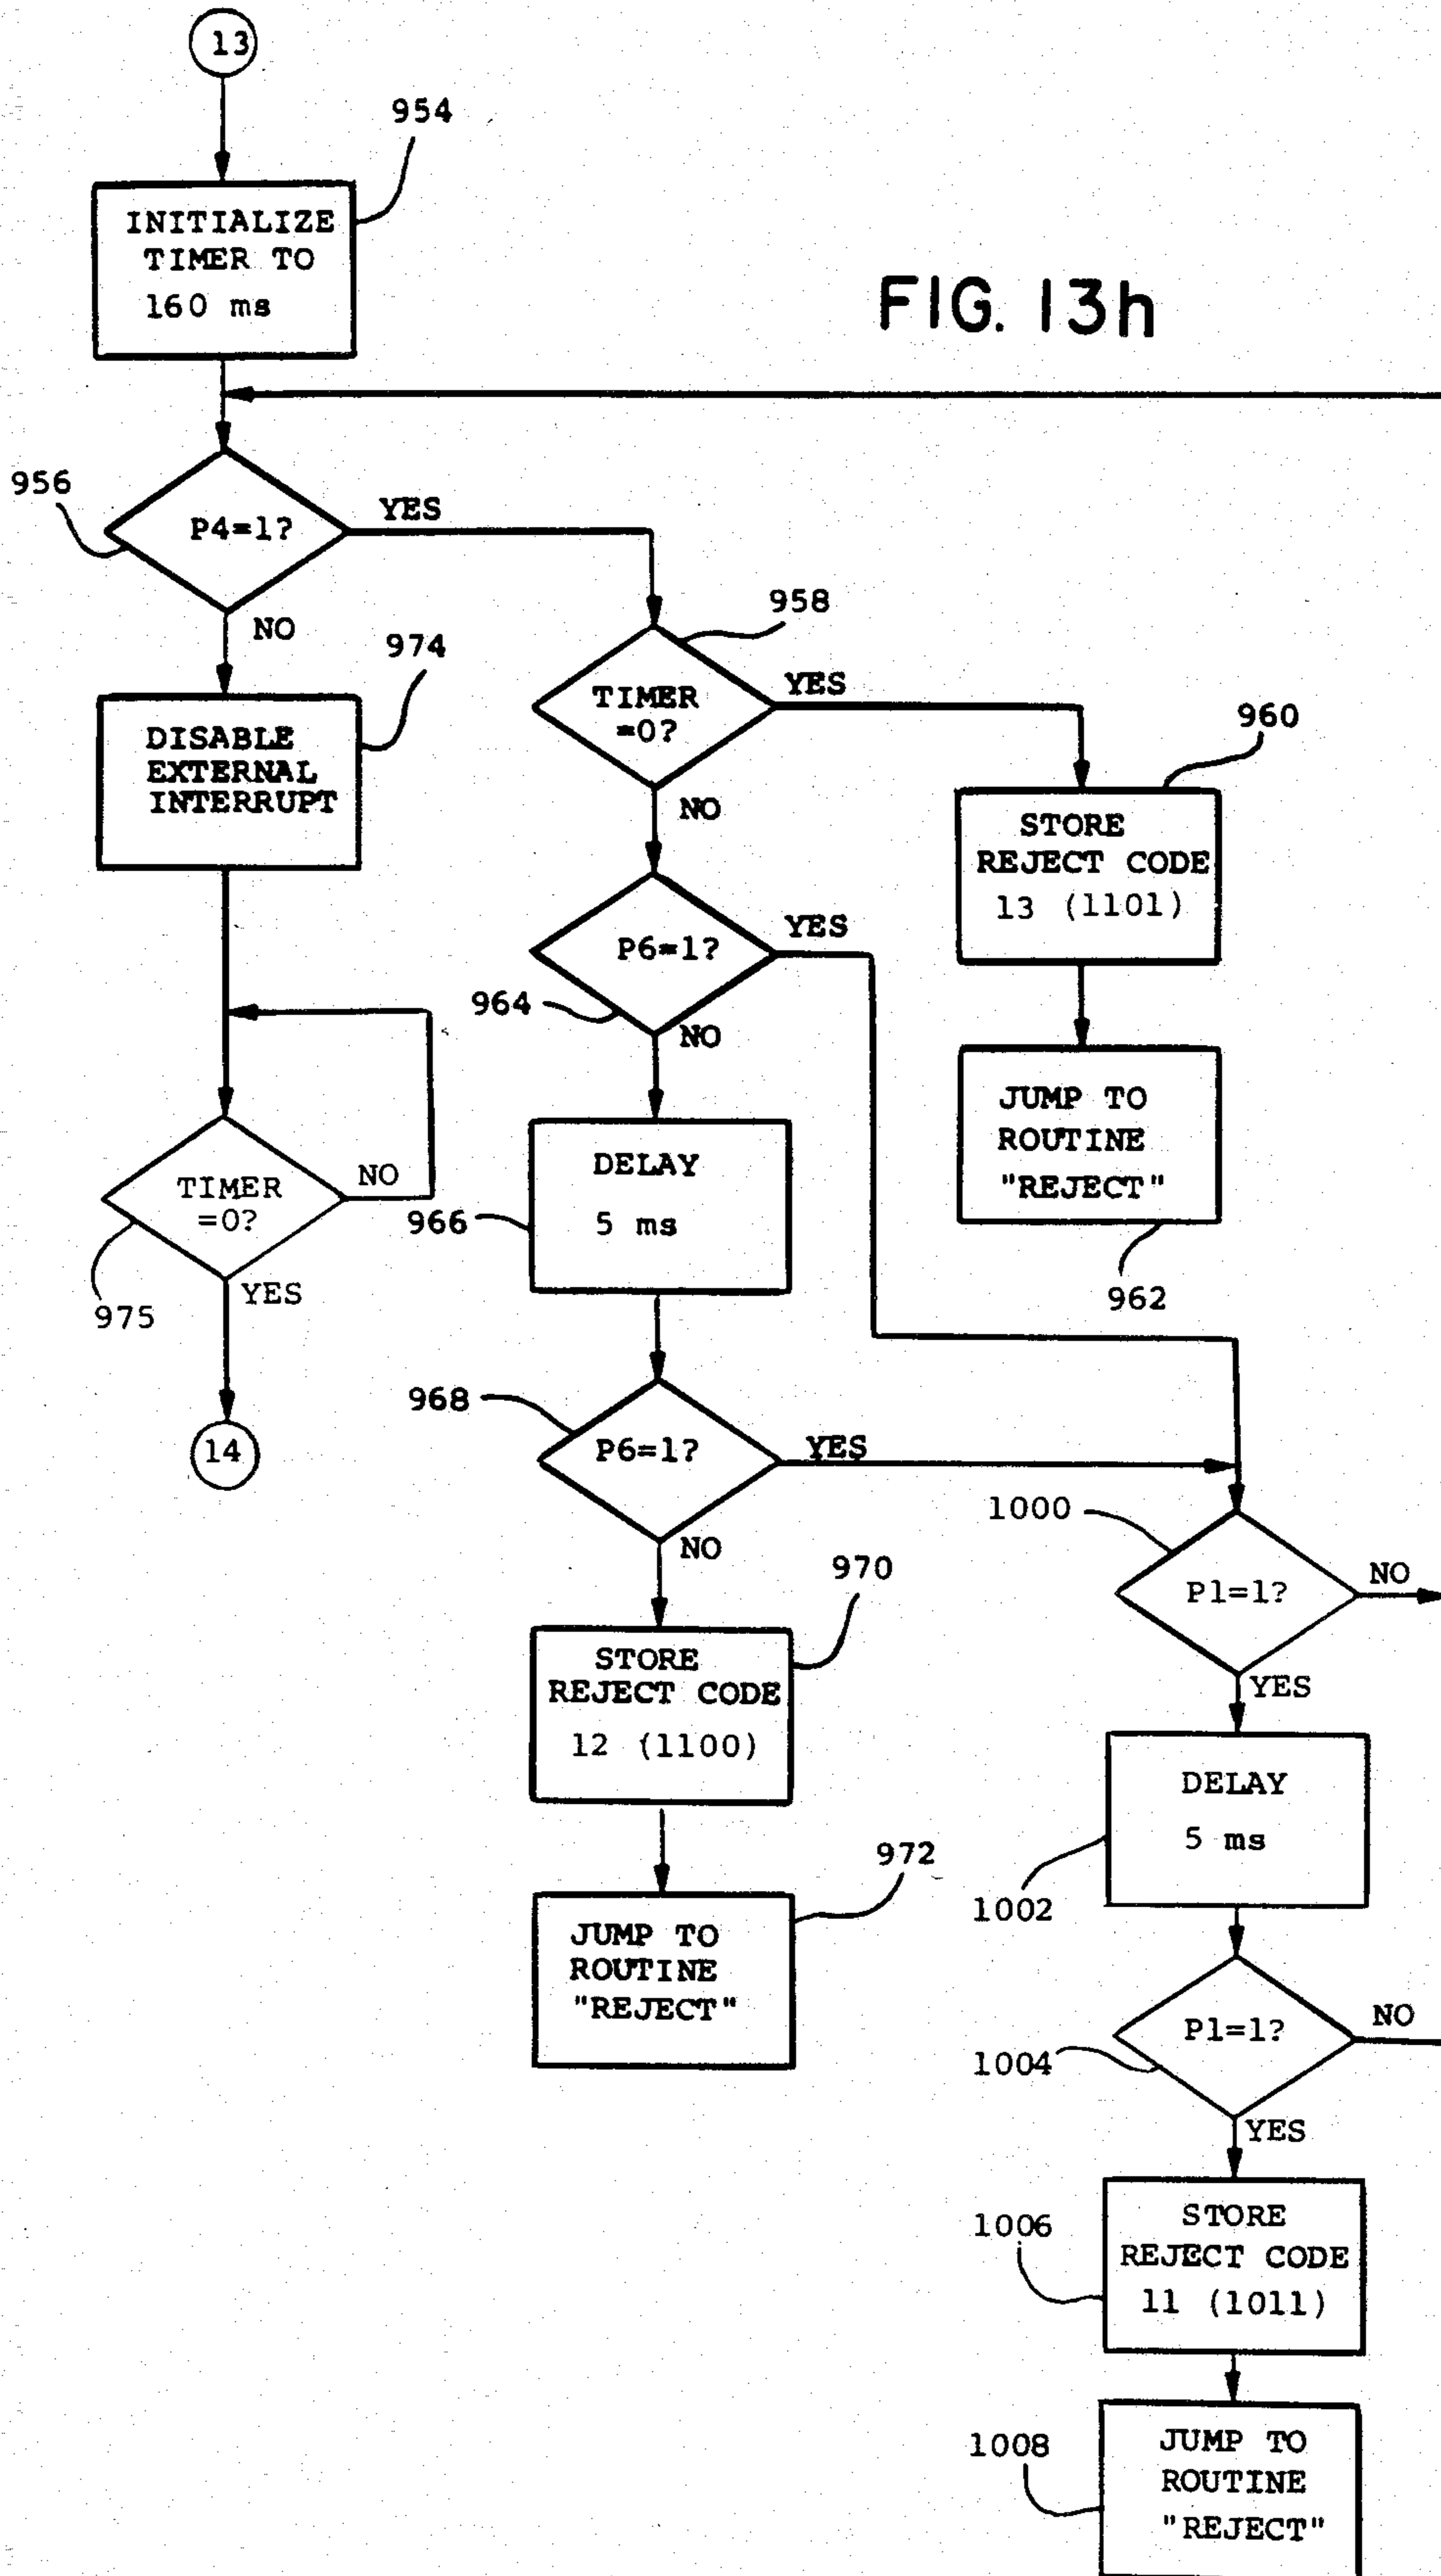 13
954
INITIALIZE
TIMER TO
160 ms
FIG. 13h
956
P4=1?
YES
NO
974
DISABLE
EXTERNAL
INTERRUPT
TIMER
=0?
NO
975
YES
14
958
TIMER
=0?
YES
NO
960
STORE
REJECT CODE
13 (1101)
JUMP TO
ROUTINE
"REJECT"
962
P6=1?
YES
964
NO
DELAY
5 ms
966
968
P6=1?
YES
NO
970
STORE
REJECT CODE
12 (1100)
972
JUMP TO
ROUTINE
"REJECT"
1000
P1=1?
NO
YES
DELAY
5 ms
1002
P1=1?
NO
1004
YES
1006
STORE
REJECT CODE
11 (1011)
1008
JUMP TO
ROUTINE
"REJECT"